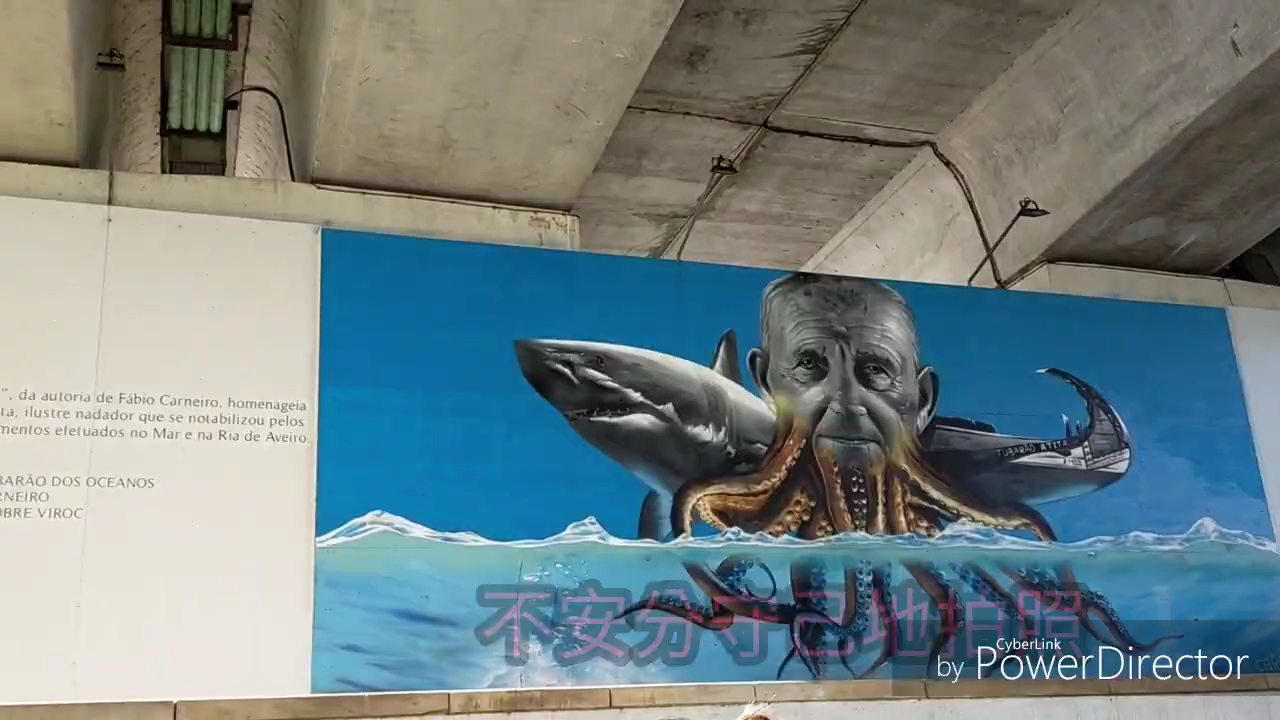 ", da autoria de Fábio Carneiro, homenageia
ta, ilustre nadador que se notabilizou pelos
mentos efetuados no Mar e na Ria de Aveiro.
BARÃO DOS OCEANOS
RNEIRO
OBRE VIROC
TUBARÃO ATITA
不安分守己地拍照
CyberLink
by PowerDirector